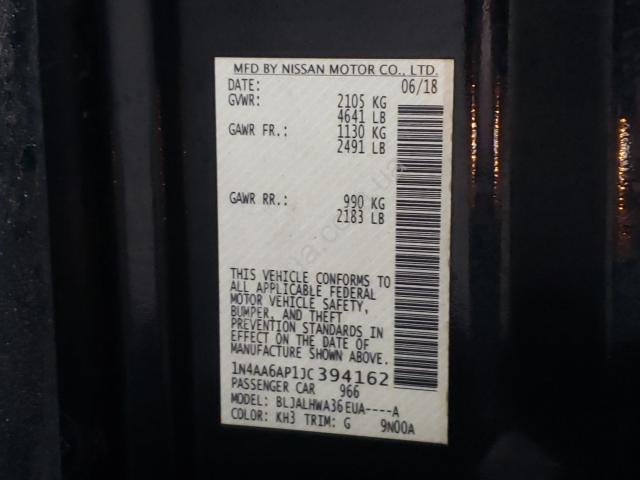 MFD BY NISSAN MOTOR CO., LTD.
DATE: 06/18
GVWR: 2105 KG
4641 LB
GAWR FR.: 1130 KG
2491 LB
GAWR RR.: 990 KG
2183 LB
THIS VEHICLE CONFORMS TO
ALL APPLICABLE FEDERAL
MOTOR VEHICLE SAFETY,
BUMPER, AND THEFT
PREVENTION STANDARDS IN
EFFECT ON THE DATE OF
MANUFACTURE SHOWN ABOVE.
1N4AA6AP1JC394162
PASSENGER CAR 966
MODEL: BLJALHWA36EUA----A
COLOR: KH3 TRIM: G 9N00A